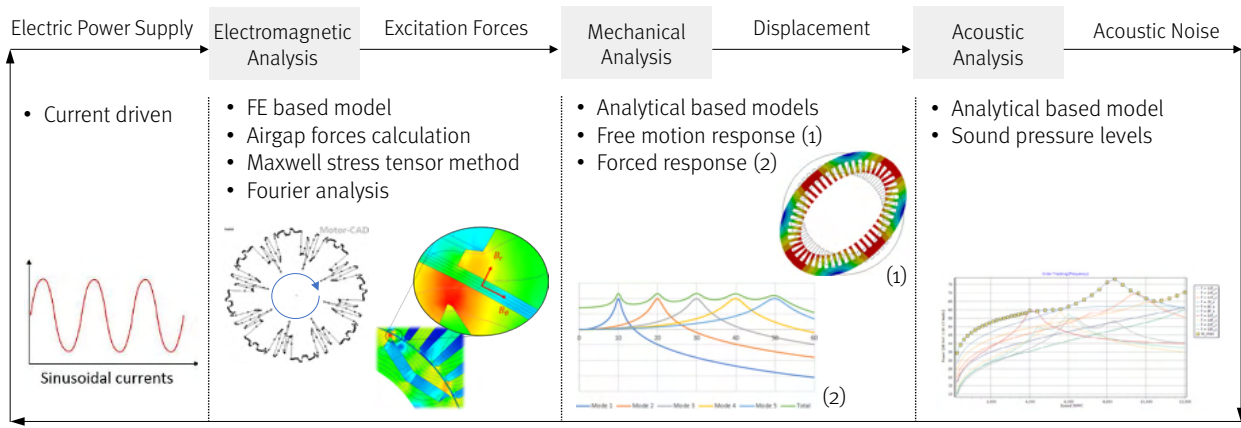 Electric Power Supply
Electromagnetic
Analysis
Excitation Forces
Mechanical
Analysis
Displacement
Acoustic
Analysis
Acoustic Noise
• Current driven
• FE based model
• Airgap forces calculation
• Maxwell stress tensor method
• Fourier analysis
• Analytical based models
• Free motion response (1)
• Forced response (2)
• Analytical based model
• Sound pressure levels
Motor-CAD
Sinusoidal currents
(1)
0 10 20 30 40 50 60
Mode 1 Mode 2 Mode 3 Mode 4 Mode 5 Total
(2)